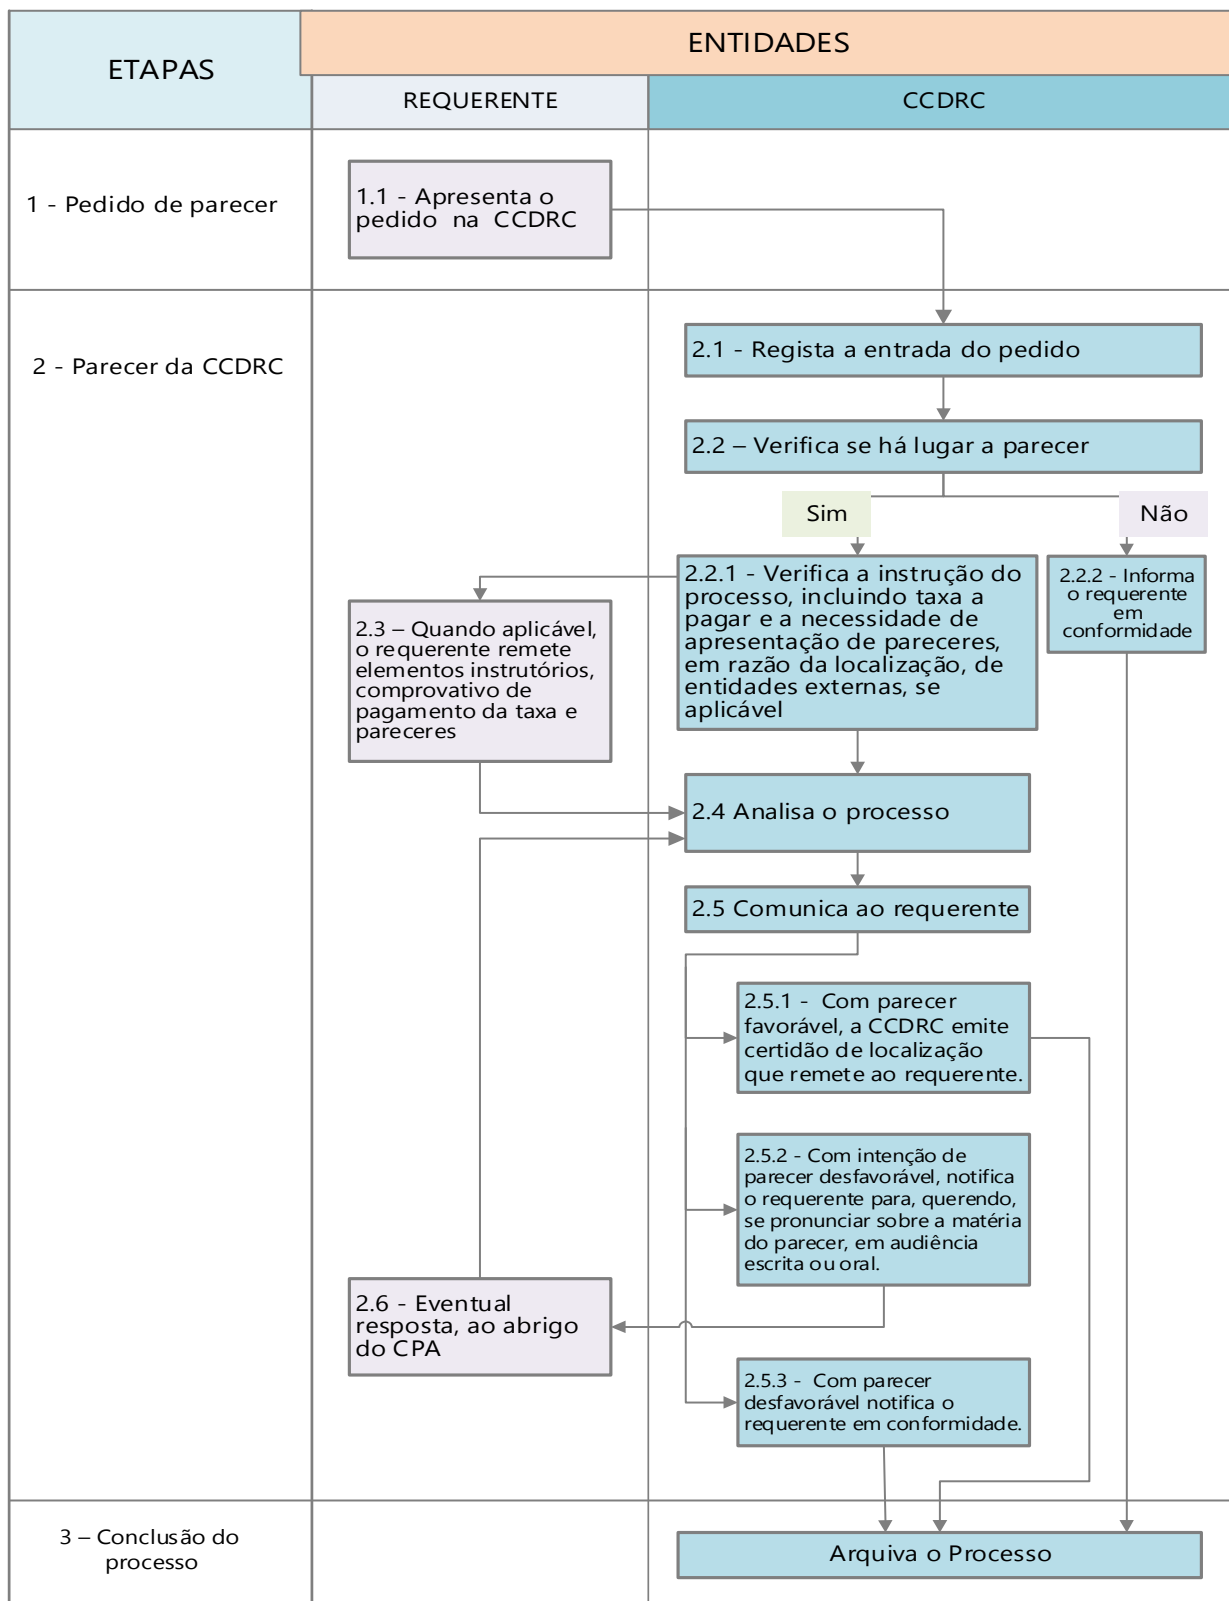 ETAPAS
ENTIDADES
REQUERENTE
CCDRC
1 - Pedido de parecer
1.1 - Apresenta o
pedido na CCDRC
2 - Parecer da CCDRC
2.1 - Regista a entrada do pedido
2.2 – Verifica se há lugar a parecer
Sim
Não
2.2.1 - Verifica a instrução do
processo, incluindo taxa a
pagar e a necessidade de
apresentação de pareceres,
em razão da localização, de
entidades externas, se
aplicável
2.2.2 - Informa
o requerente
em
conformidade
2.3 – Quando aplicável,
o requerente remete
elementos instrutórios,
comprovativo de
pagamento da taxa e
pareceres
2.4 Analisa o processo
2.5 Comunica ao requerente
2.5.1 - Com parecer
favorável, a CCDRC emite
certidão de localização
que remete ao requerente.
2.5.2 - Com intenção de
parecer desfavorável, notifica
o requerente para, querendo,
se pronunciar sobre a matéria
do parecer, em audiência
escrita ou oral.
2.6 - Eventual
resposta, ao abrigo
do CPA
2.5.3 - Com parecer
desfavorável notifica o
requerente em conformidade.
3 – Conclusão do
processo
Arquiva o Processo